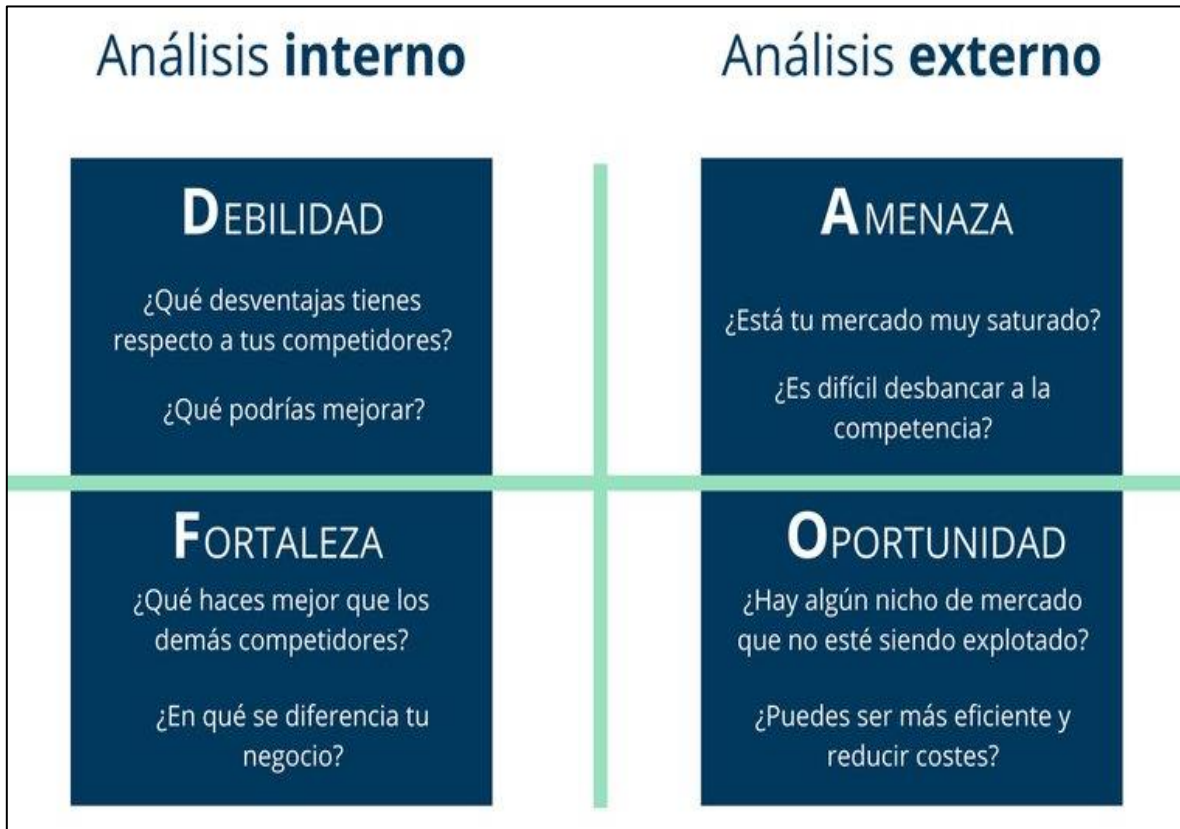 Análisis interno
DEBILIDAD
¿Qué desventajas tienes
respecto a tus competidores?
¿Qué podrías mejorar?
FORTALEZA
¿Qué haces mejor que los
demás competidores?
¿En qué se diferencia tu
negocio?
Análisis externo
AMENAZA
¿Está tu mercado muy saturado?
¿Es difícil desbancar a la
competencia?
OPORTUNIDAD
¿Hay algún nicho de mercado
que no esté siendo explotado?
¿Puedes ser más eficiente y
reducir costes?